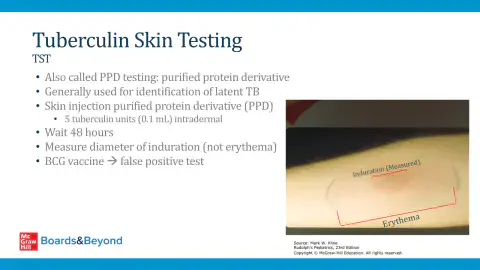 Tuberculin Skin Testing
TST
• Also called PPD testing: purified protein derivative
• Generally used for identification of latent TB
• Skin injection purified protein derivative (PPD)
• 5 tuberculin units (0.1 mL) intradermal
• Wait 48 hours
• Measure diameter of induration (not erythema)
• BCG vaccine → false positive test
Induration (Measured)
Erythema
Source: Mark W. Kline
Rudolph's Pediatrics, 23rd Edition
Copyright © McGraw-Hill Education. All rights reserved.
Mc
Graw
Hill
Boards&Beyond